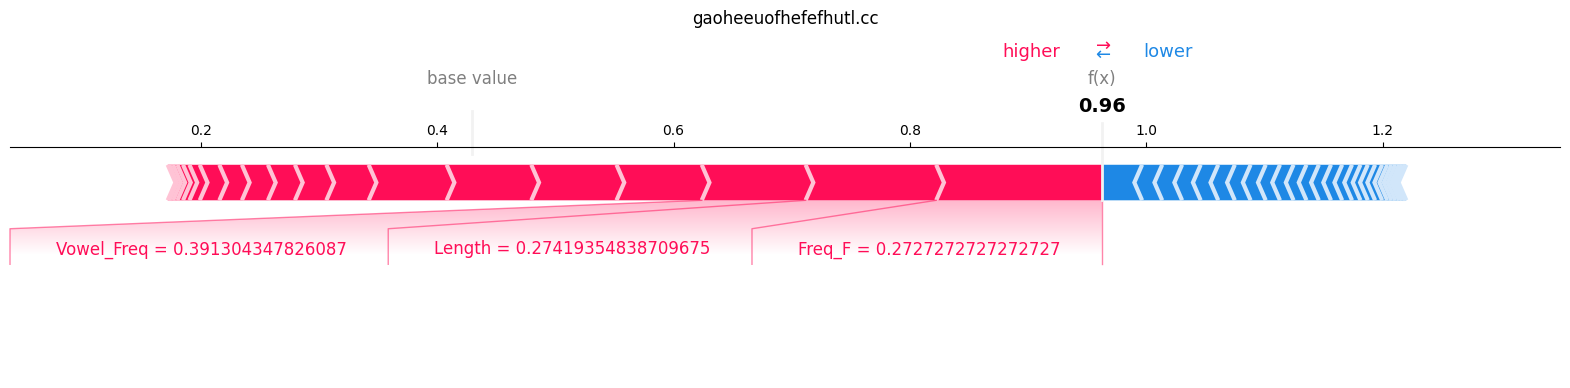 gaoheeuofhefefhutl.cc
higher ⇄ lower
base value
f(x)
0.96
0.2 0.4 0.6 0.8 1.0 1.2
Vowel_Freq = 0.391304347826087
Length = 0.27419354838709675
Freq_F = 0.2727272727272727